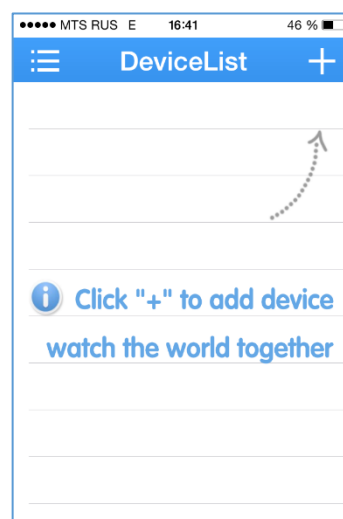 MTS RUS E 16:41 46 %
DeviceList
Click "+" to add device
watch the world together